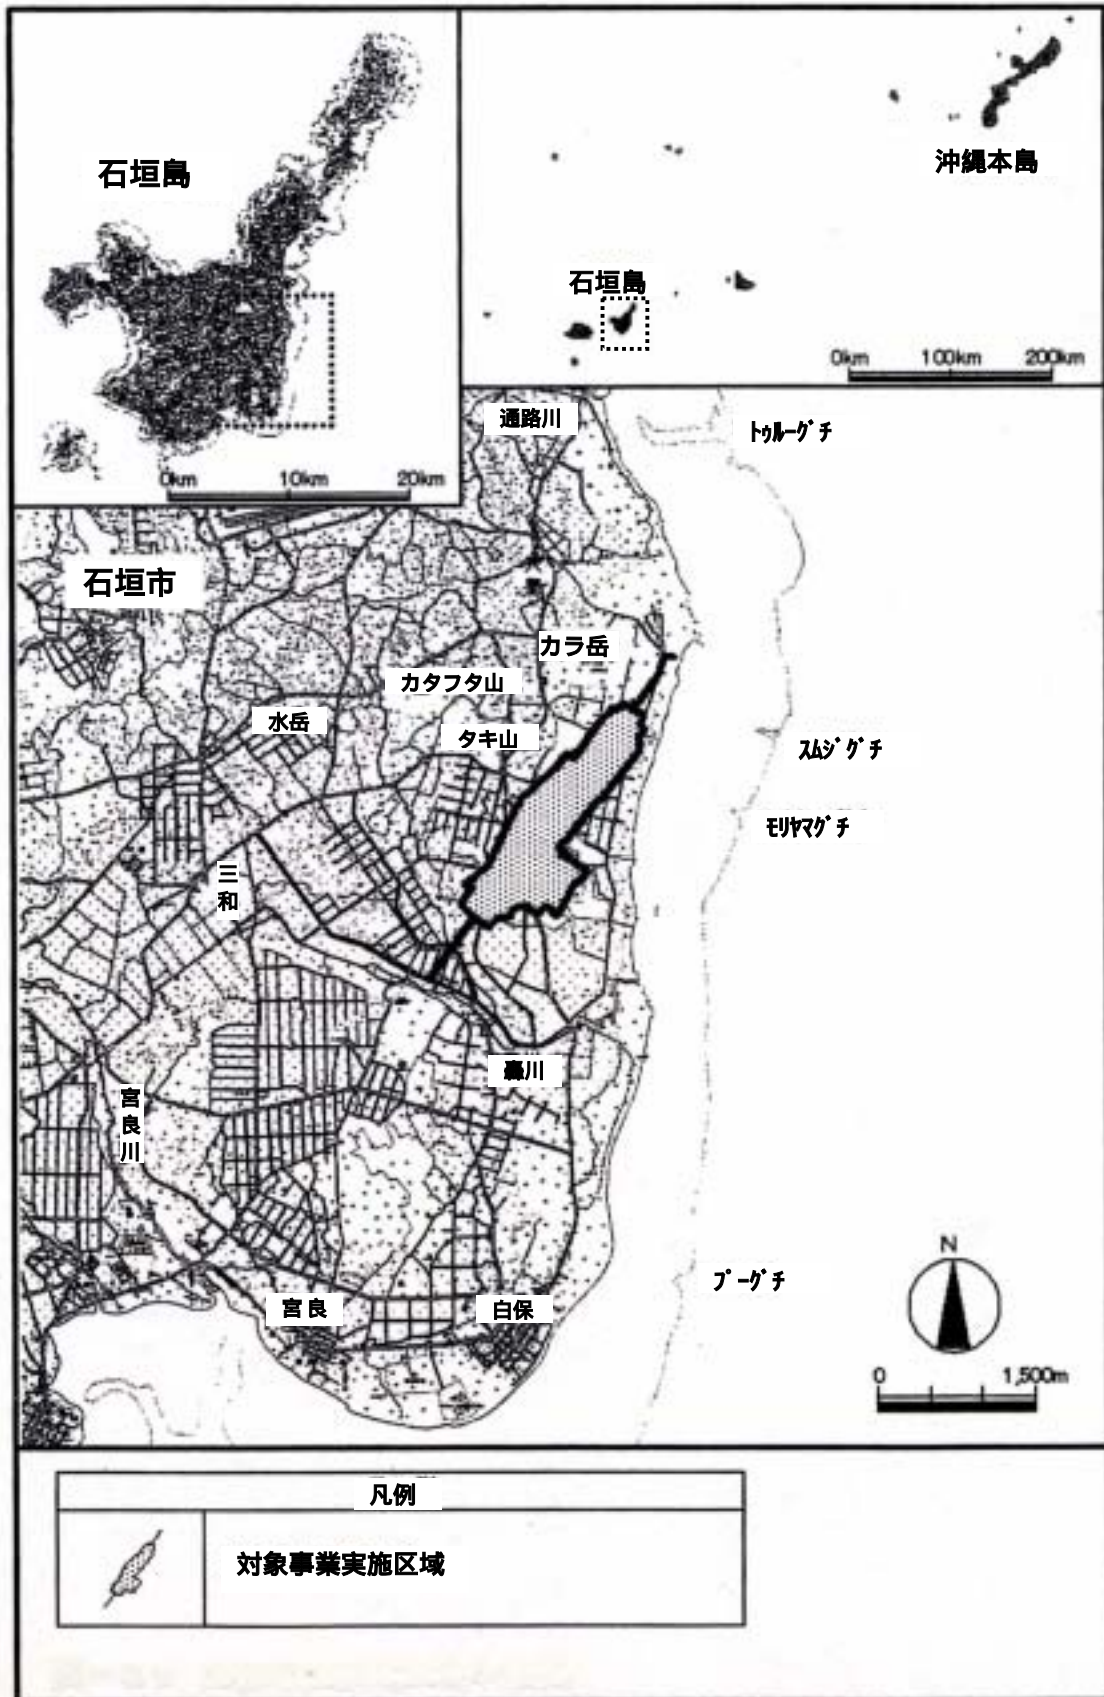 石垣島
0km 10km 20km
沖縄本島
石垣島
0km 100km 200km
通路川
トゥルーグチ
石垣市
カラ岳
カタフタ山
水岳
タキ山
スムジグチ
モリヤマグチ
三和
轟川
宮良川
プーグチ
宮良
白保
N
0 1,500m
凡例
対象事業実施区域